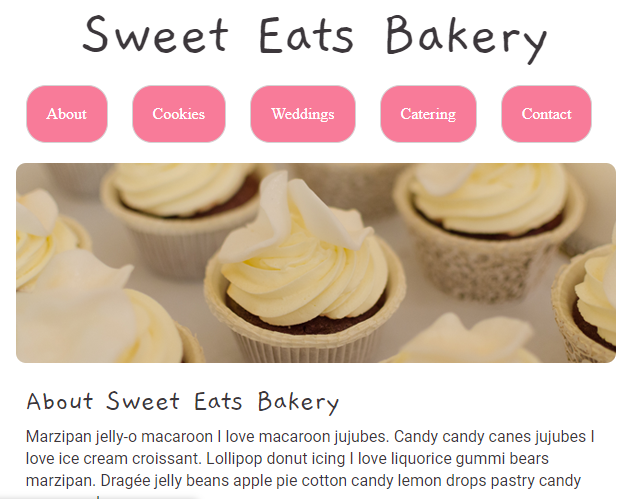 Sweet Eats Bakery
About Cookies Weddings Catering Contact
About Sweet Eats Bakery
Marzipan jelly-o macaroon I love macaroon jujubes. Candy candy canes jujubes I
love ice cream croissant. Lollipop donut icing I love liquorice gummi bears
marzipan. Dragée jelly beans apple pie cotton candy lemon drops pastry candy